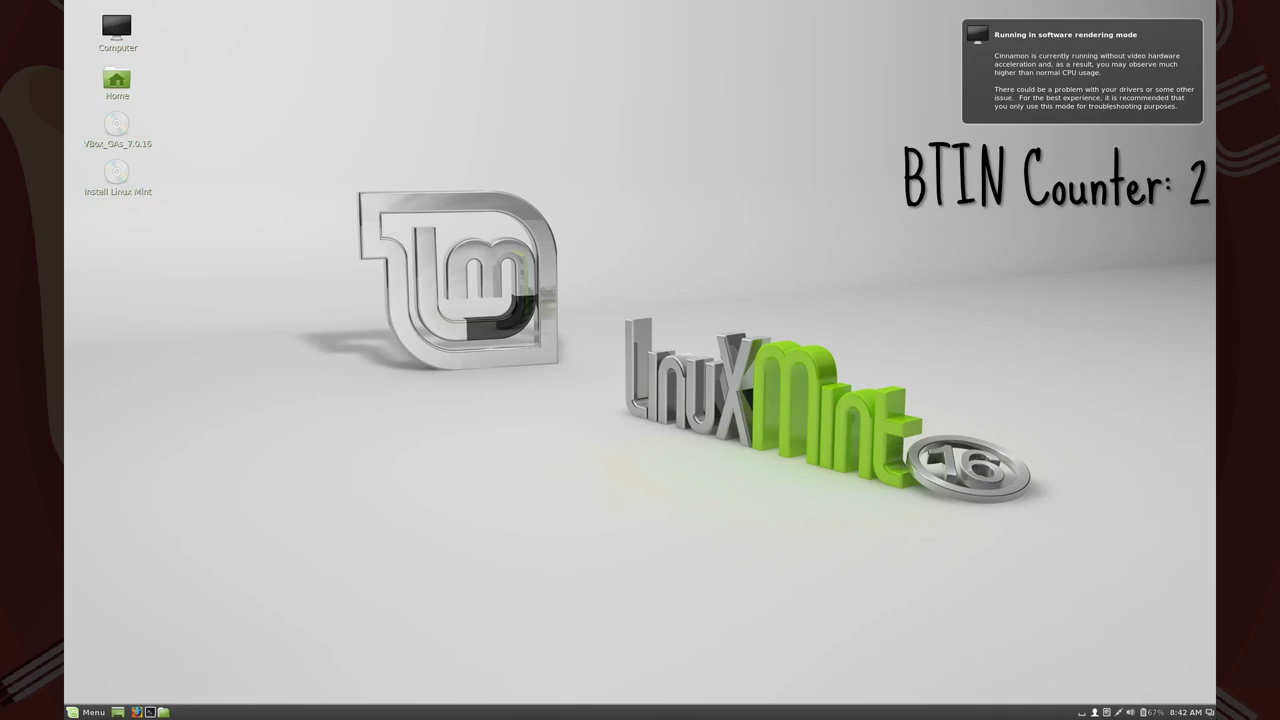 Computer
Home
VBox_GAs_7.0.16
Install Linux Mint
Running in software rendering mode
Cinnamon is currently running without video hardware
acceleration and, as a result, you may observe much
higher than normal CPU usage.
There could be a problem with your drivers or some other
issue. For the best experience, it is recommended that
you only use this mode for troubleshooting purposes.
BTIN Counter: 2
lm
LinuxMint 16
Menu
67%
8:42 AM